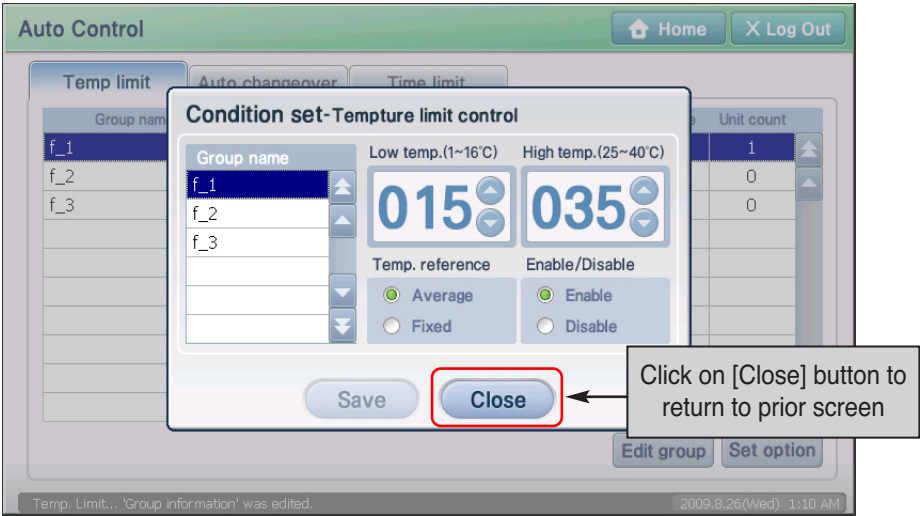 Auto Control
Home
X Log Out
Temp limit
Auto changeover
Time limit
Group nam
Unit count
f_1
1
f_2
0
f_3
0
Condition set-Tempture limit control
Group name
f_1
f_2
f_3
Low temp.(1~16°C)
High temp.(25~40°C)
015
035
Temp. reference
Enable/Disable
Average
Enable
Fixed
Disable
Save
Close
Click on [Close] button to
return to prior screen
Edit group
Set option
Temp. Limit... 'Group information' was edited.
2009.8.26(Wed) 1:10 AM